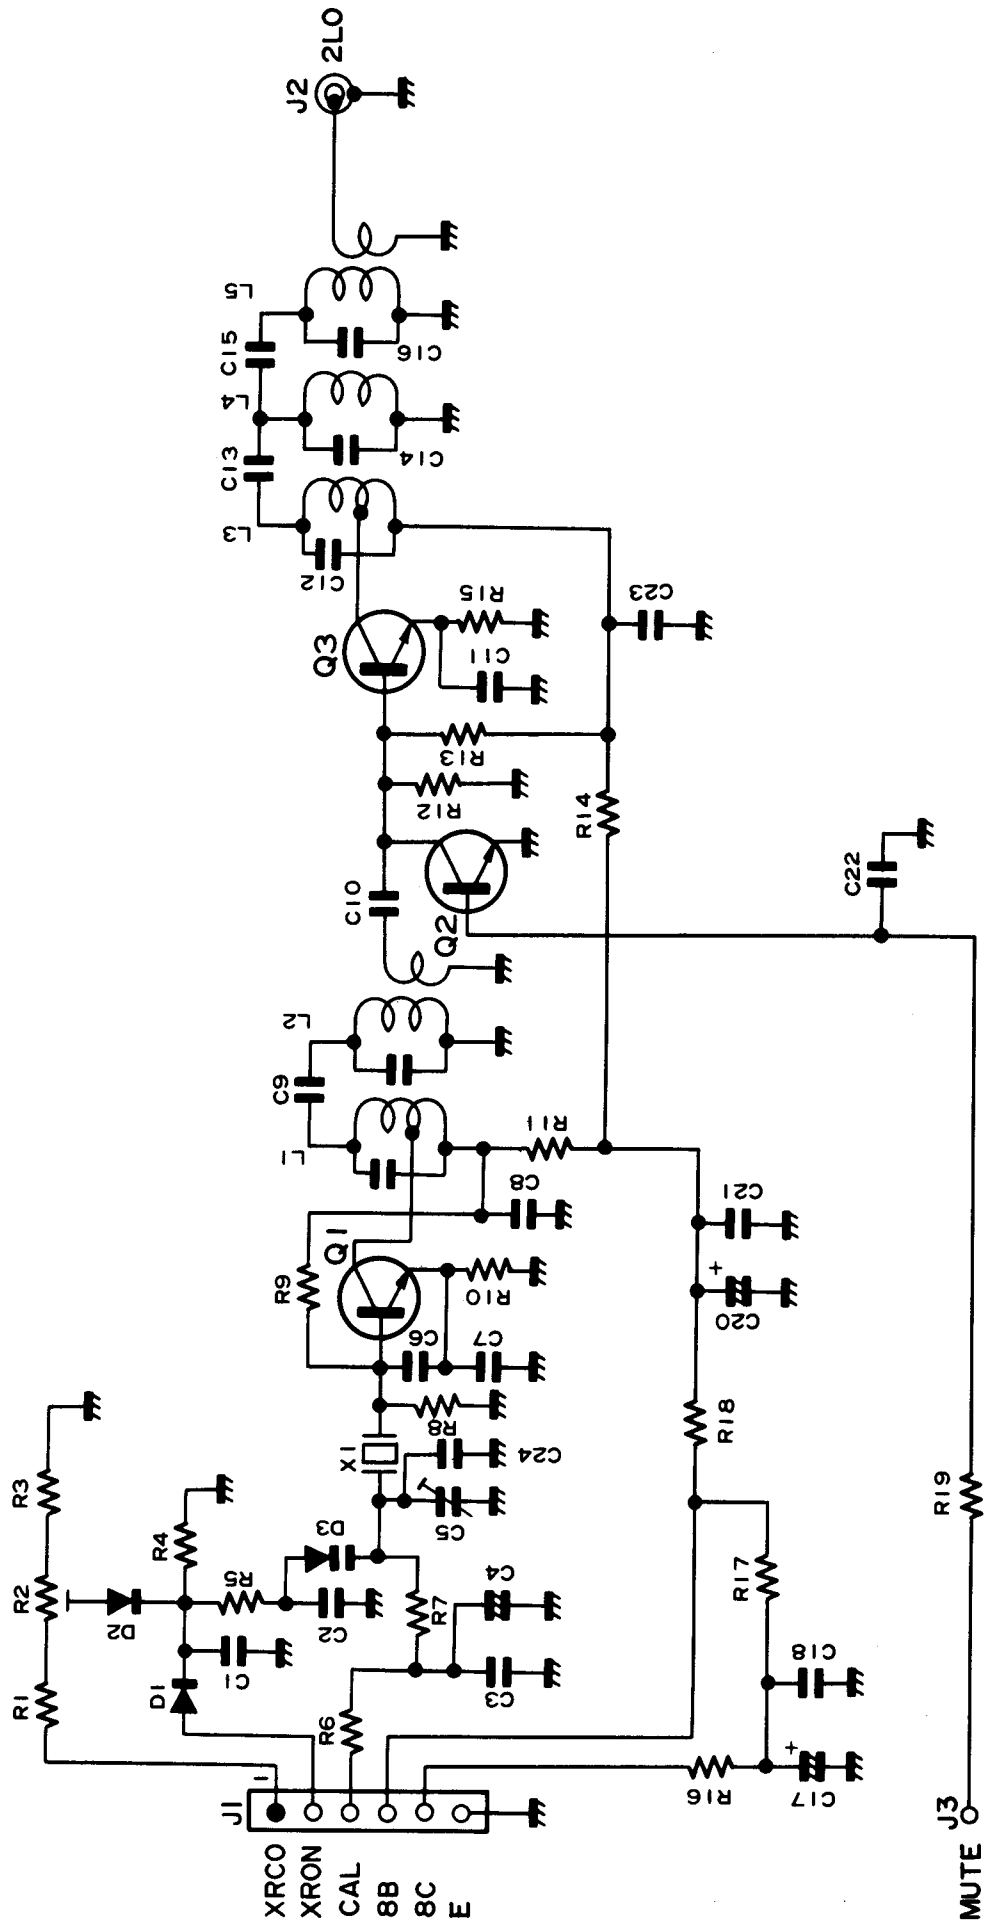 J2
2LO
L5
C15
C16
L4
C13
C14
L3
C12
Q3
R15
C11
C23
R13
R12
R14
C10
Q2
C22
L2
C9
L1
R11
C8
C21
Q1
R9
R10
C20
+
C6
C7
R8
X1
C24
C5
R18
R3
R4
D3
R2
R5
D2
C2
R7
C4
R17
R19
C18
C1
R1
D1
C3
R6
+
R16
C17
1
J1
XRCO
XRON
CAL
8B
8C
E
J3
MUTE